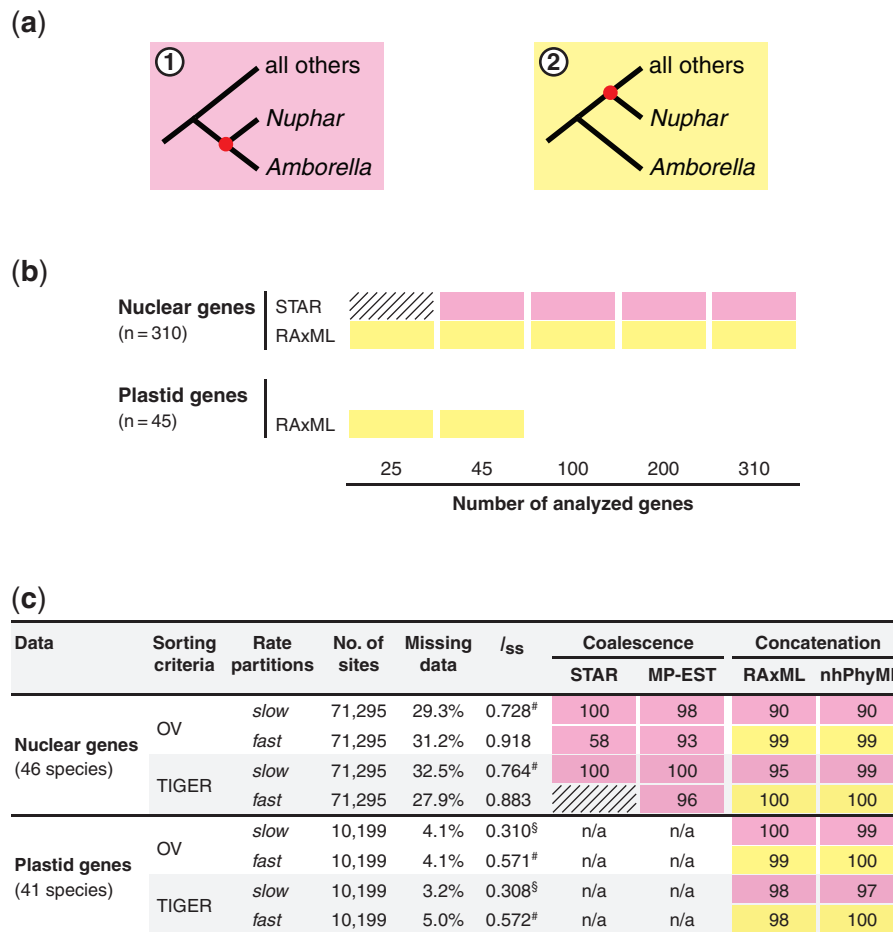 (a)
1
all others
Nuphar
Amborella
2
all others
Nuphar
Amborella
(b)
Nuclear genes
(n = 310)
STAR
RAxML
Plastid genes
(n = 45)
RAxML
25 45 100 200 310
Number of analyzed genes
(c)
Data Sorting criteria Rate partitions No. of sites Missing data Iss Coalescence Concatenation
STAR MP-EST RAxML nhPhyML
Nuclear genes
(46 species)
OV slow 71,295 29.3% 0.728# 100 98 90 90
fast 71,295 31.2% 0.918 58 93 99 99
TIGER slow 71,295 32.5% 0.764# 100 100 95 99
fast 71,295 27.9% 0.883 96 100 100
Plastid genes
(41 species)
OV slow 10,199 4.1% 0.310§ n/a n/a 100 99
fast 10,199 4.1% 0.571# n/a n/a 99 100
TIGER slow 10,199 3.2% 0.308§ n/a n/a 98 97
fast 10,199 5.0% 0.572# n/a n/a 98 100